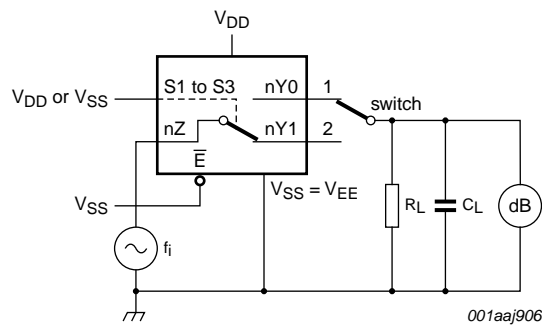 VDD
S1 to S3
nY0
1
VDD or VSS
switch
nZ
nY1
2
E
VSS = VEE
VSS
RL
CL
dB
fi
001aaj906